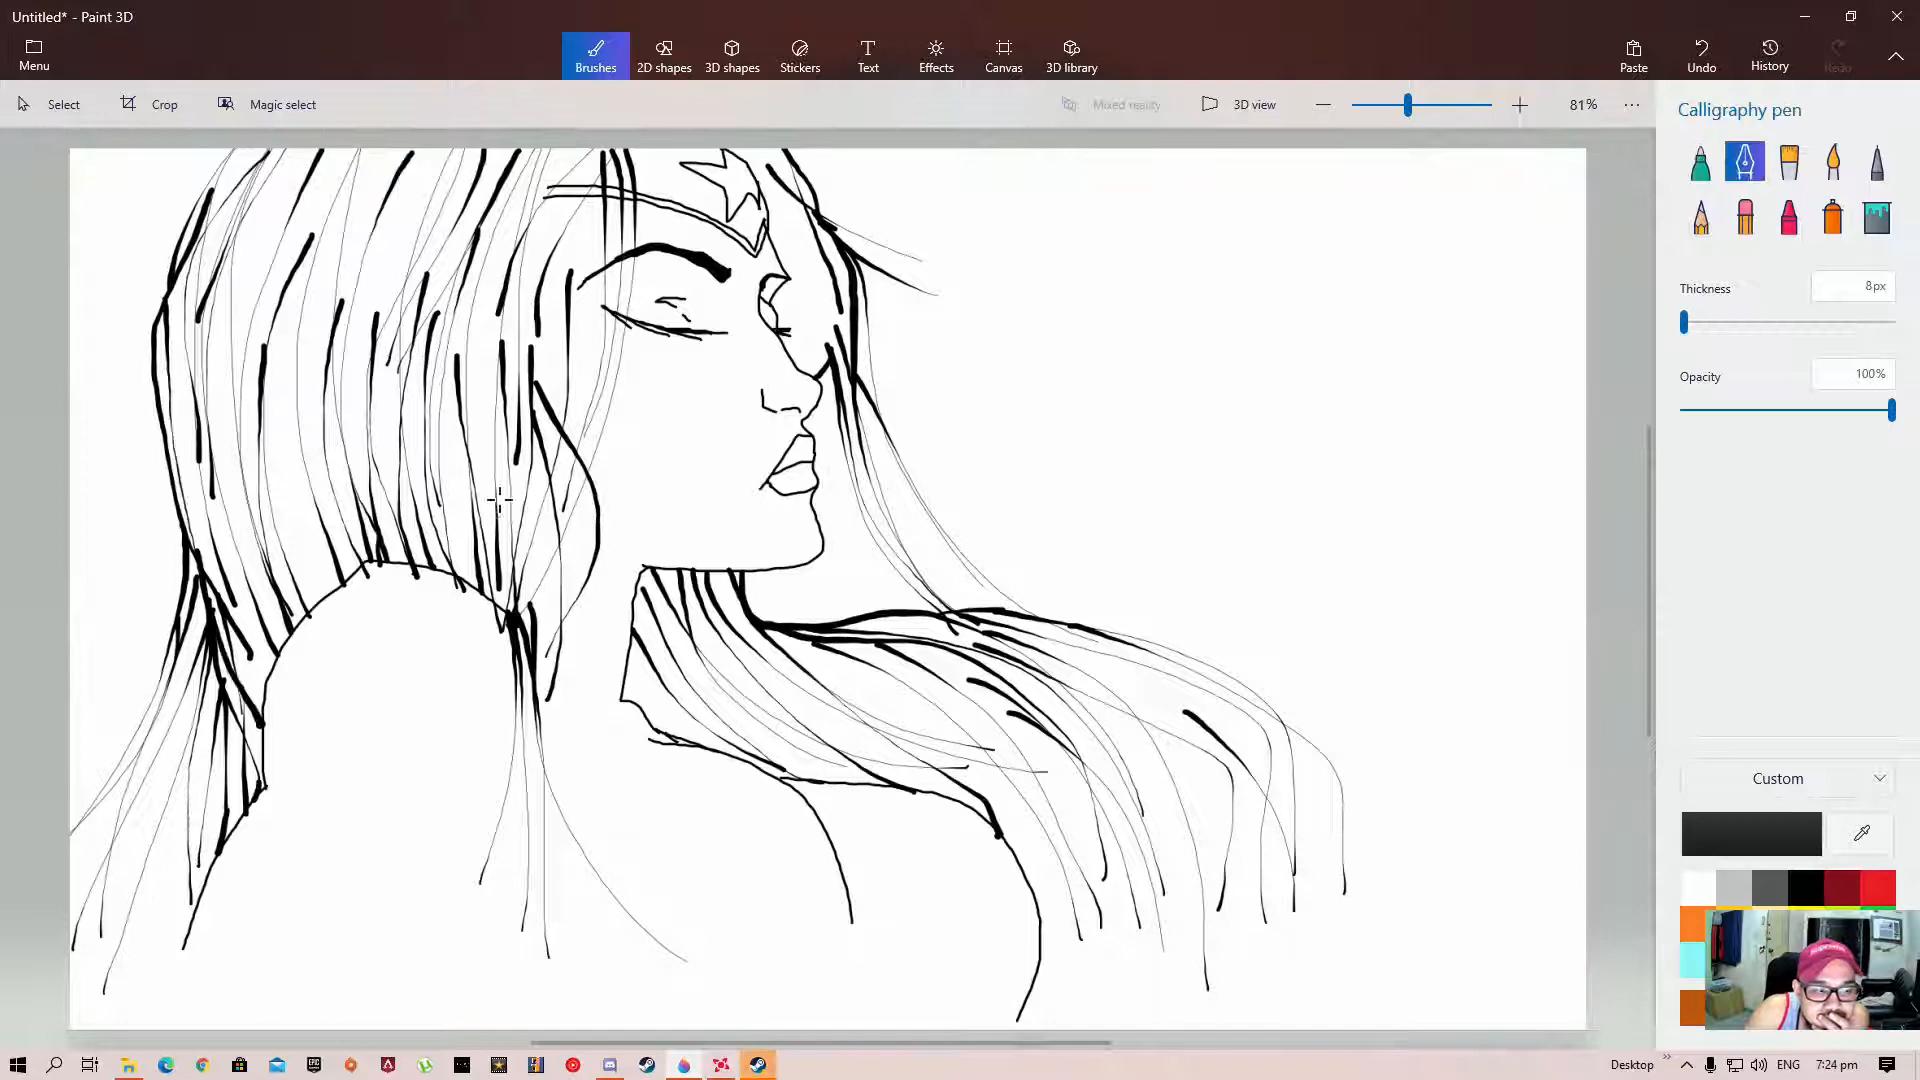 Untitled* - Paint 3D
Menu
Brushes
2D shapes
3D shapes
Stickers
Text
Effects
Canvas
3D library
Paste
Undo
History
Redo
Select
Crop
Magic select
Mixed reality
3D view
81%
Calligraphy pen
Thickness
8px
Opacity
100%
Custom
Desktop
ENG
7:24 pm